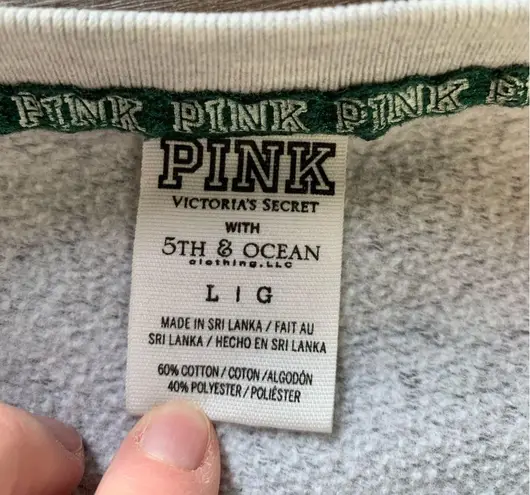 PINK PINK PINK P
PINK
VICTORIA'S SECRET
WITH
5TH & OCEAN
clothing, LLC
L | G
MADE IN SRI LANKA / FAIT AU
SRI LANKA / HECHO EN SRI LANKA
60% COTTON / COTON / ALGODÓN
40% POLYESTER / POLIÉSTER